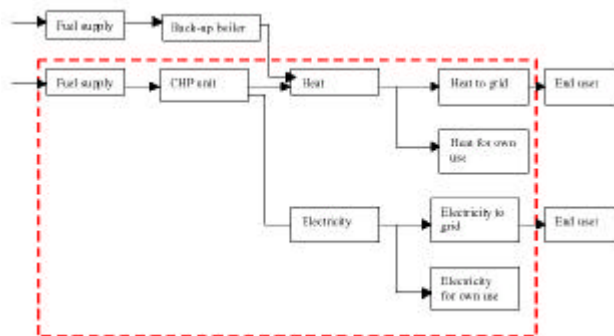 Fuel supply
Back-up boiler
Fuel supply
CHP unit
Heat
Heat to grid
End user
Heat for own
use
Electricity
Electricity to
grid
End user
Electricity
for own use